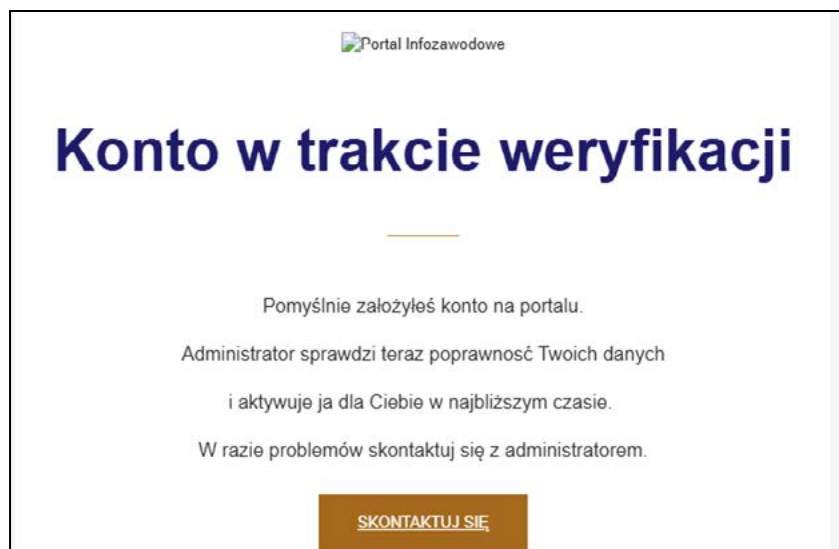 Portal Infozawodowe
Konto w trakcie weryfikacji
Pomyślnie założyłeś konto na portalu.
Administrator sprawdzi teraz poprawnosć Twoich danych
i aktywuje ja dla Ciebie w najbliższym czasie.
W razie problemów skontaktuj się z administratorem.
SKONTAKTUJ SIĘ